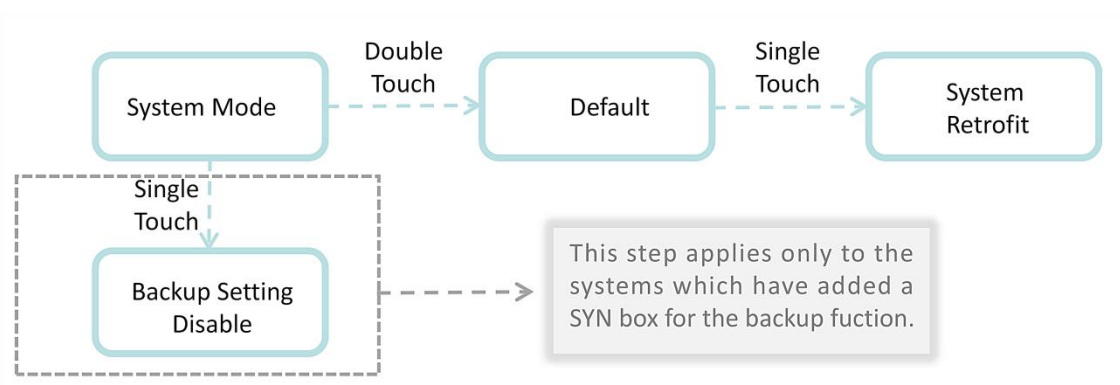 Double
Touch
Single
Touch
System Mode
Default
System
Retrofit
Single
Touch
Backup Setting
Disable
This step applies only to the
systems which have added a
SYN box for the backup fuction.